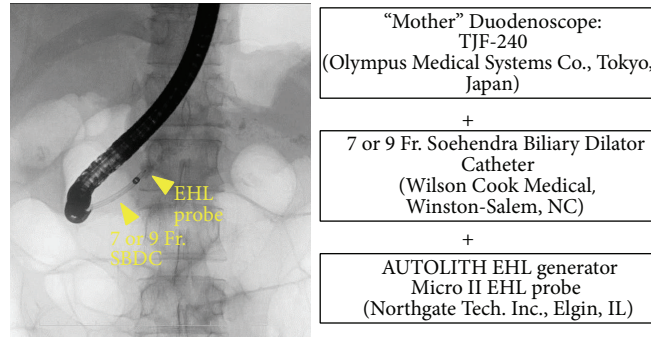 EHL
probe
7 or 9 Fr.
SBDC
“Mother” Duodenoscope:
TJF-240
(Olympus Medical Systems Co., Tokyo,
Japan)
+
7 or 9 Fr. Soehendra Biliary Dilator
Catheter
(Wilson Cook Medical,
Winston-Salem, NC)
+
AUTOLITH EHL generator
Micro II EHL probe
(Northgate Tech. Inc., Elgin, IL)